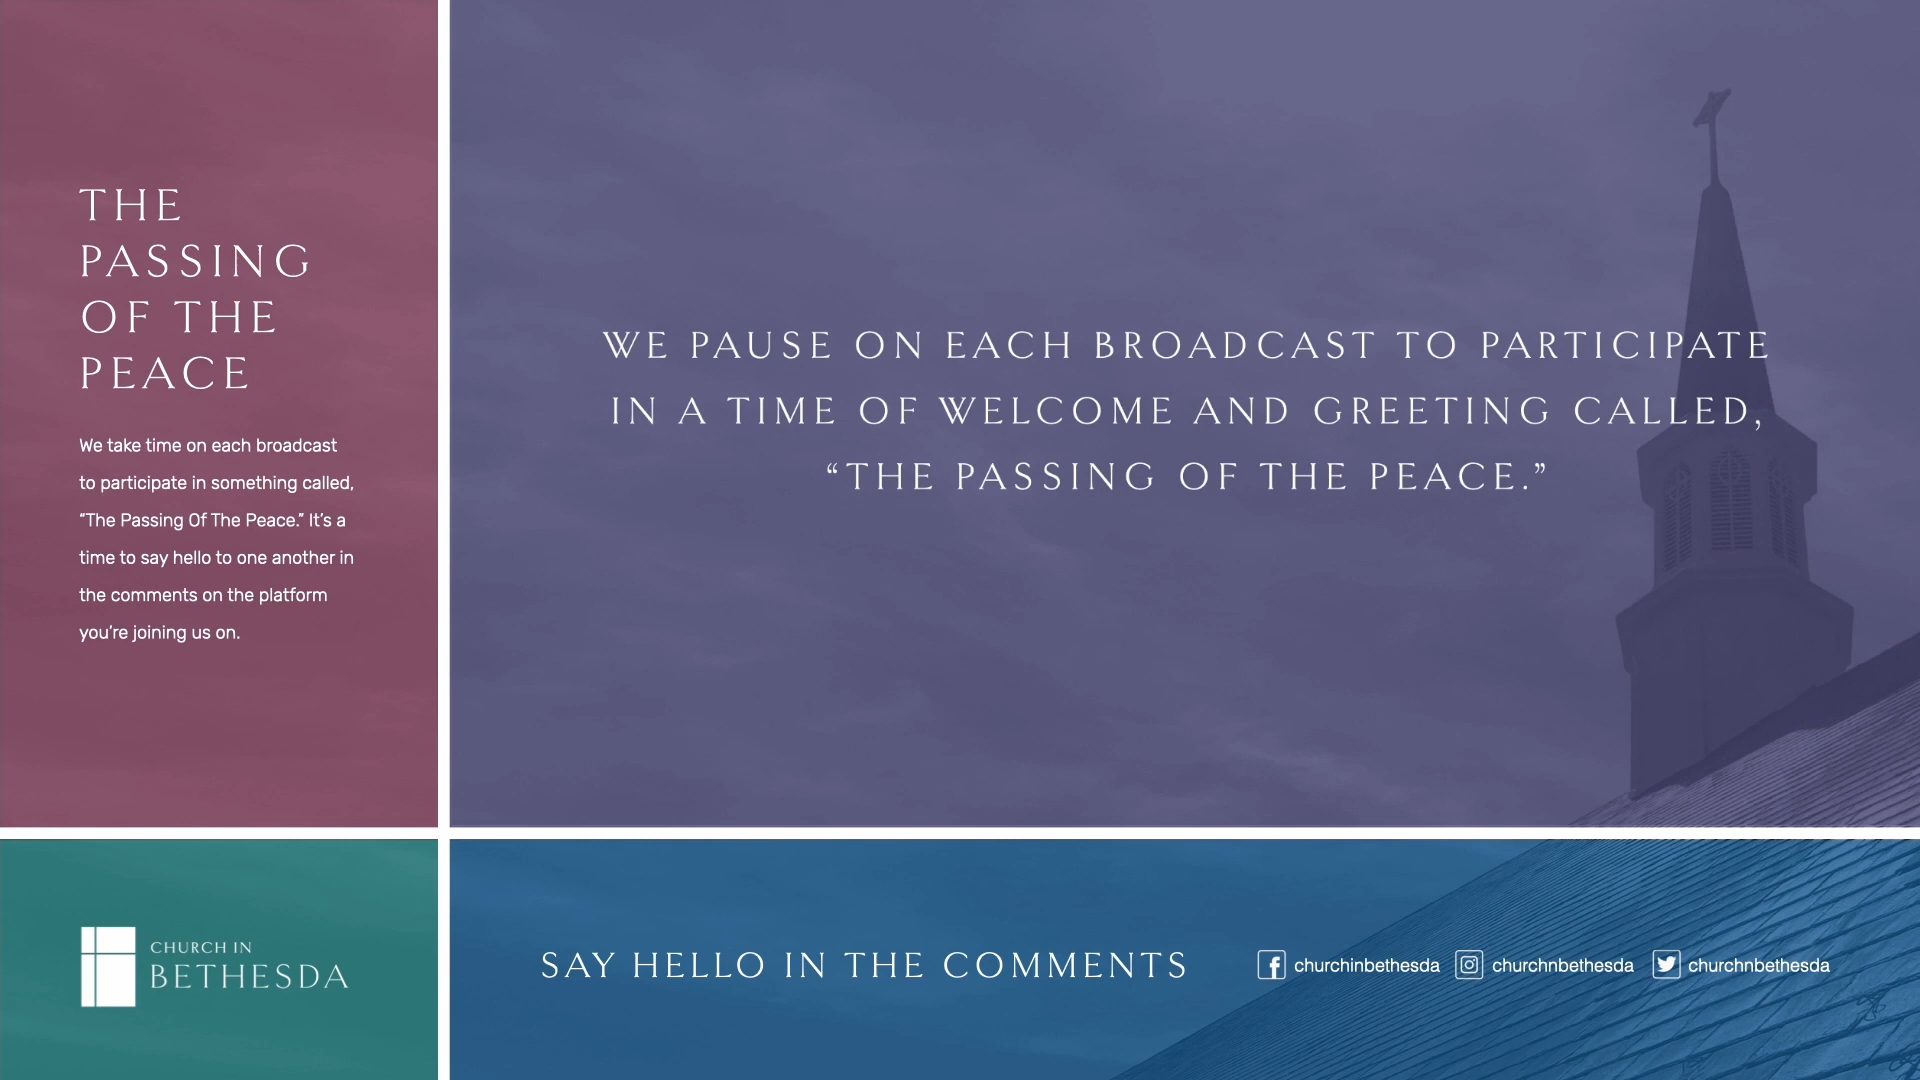 THE
PASSING
OF THE
PEACE
We take time on each broadcast
to participate in something called,
“The Passing Of The Peace.” It’s a
time to say hello to one another in
the comments on the platform
you’re joining us on.
WE PAUSE ON EACH BROADCAST TO PARTICIPATE
IN A TIME OF WELCOME AND GREETING CALLED,
“THE PASSING OF THE PEACE.”
CHURCH IN
BETHESDA
SAY HELLO IN THE COMMENTS
churchinbethesda churchnbethesda churchnbethesda